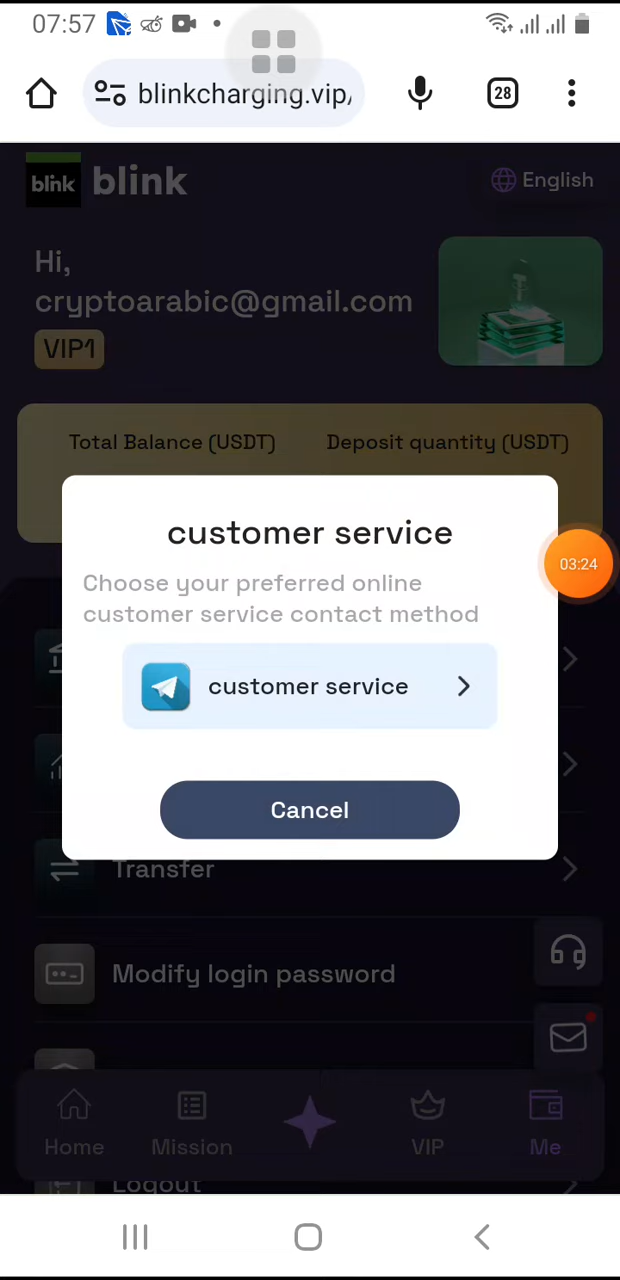 07:57
28
blinkcharging.vip/
blink blink
English
Hi,
cryptoarabic@gmail.com
VIP1
Total Balance (USDT) Deposit quantity (USDT)
customer service
Choose your preferred online
customer service contact method
03:24
customer service
Cancel
Transfer
Modify login password
Home Mission VIP Me
Logout